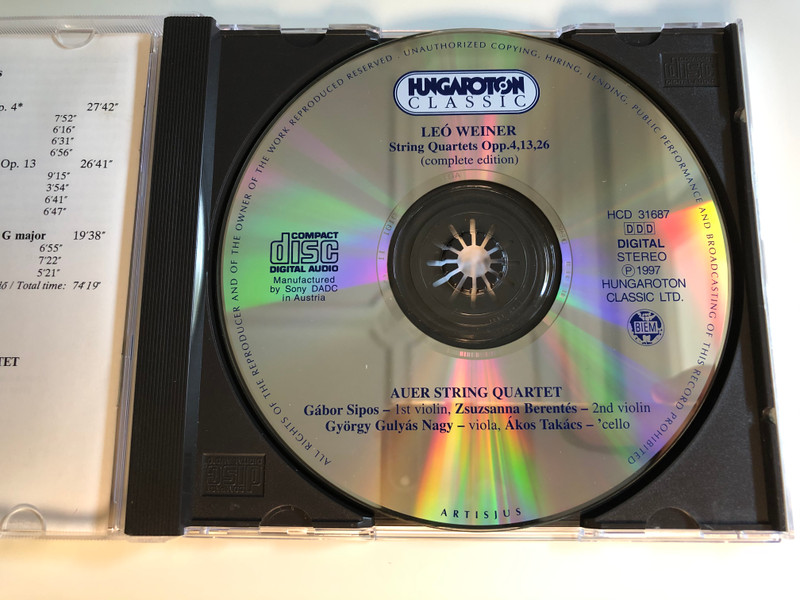 p. 4* 27'42"
7'52"
6'16"
6'31"
6'56"
Op. 13 26'41"
9'15"
3'54"
6'41"
6'47"
G major 19'38"
6'55"
7'22"
5'21"
/ Total time: 74'19"
TET
ALL RIGHTS OF THE REPRODUCER AND OF THE OWNER OF THE WORK REPRODUCED RESERVED · UNAUTHORIZED COPYING, HIRING, LENDING, PUBLIC PERFORMANCE AND BROADCASTING OF THIS RECORD PROHIBITED
HUNGAROTON
CLASSIC
LEÓ WEINER
String Quartets Opp.4,13,26
(complete edition)
COMPACT
disc
DIGITAL AUDIO
Manufactured
by Sony DADC
in Austria
HCD 31687
DDD
DIGITAL
STEREO
Ⓟ 1997
HUNGAROTON
CLASSIC LTD.
BIEM
AUER STRING QUARTET
Gábor Sipos – 1st violin, Zsuzsanna Berentés – 2nd violin
György Gulyás Nagy – viola, Ákos Takács – 'cello
ARTISJUS